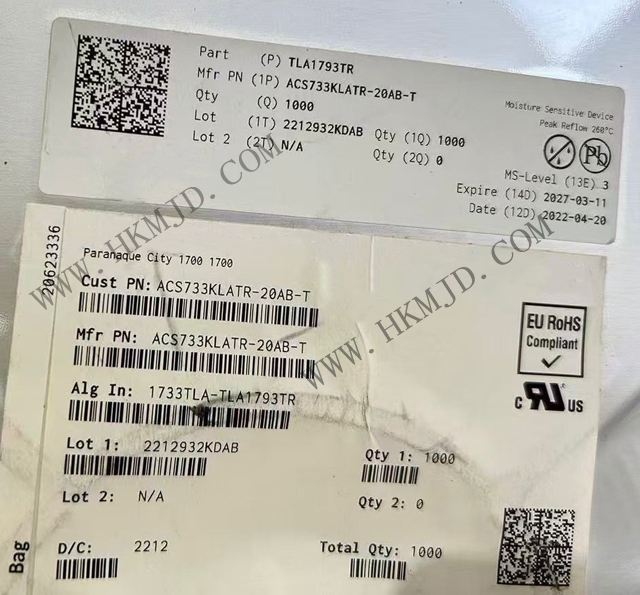 Part (P) TLA1793TR
Mfr PN (1P) ACS733KLATR-20AB-T
Qty (Q) 1000
Lot (1T) 2212932KDAB Qty (1Q) 1000
Lot 2 (2T) N/A Qty (2Q) 0
Moisture Sensitive Device
Peak Reflow 260°C
Pb
MS-Level (13E) 3
Expire (14D) 2027-03-11
Date (12D) 2022-04-20
WWW.HKMJD.COM
WWW.HKMJD.COM
20623336
Paranaque City 1700 1700
Cust PN: ACS733KLATR-20AB-T
Mfr PN: ACS733KLATR-20AB-T
Alg In: 1733TLA-TLA1793TR
Lot 1: 2212932KDAB
Qty 1: 1000
Lot 2: N/A
Qty 2: 0
D/C: 2212
Total Qty: 1000
Bag
EU RoHS
Compliant
c RU US